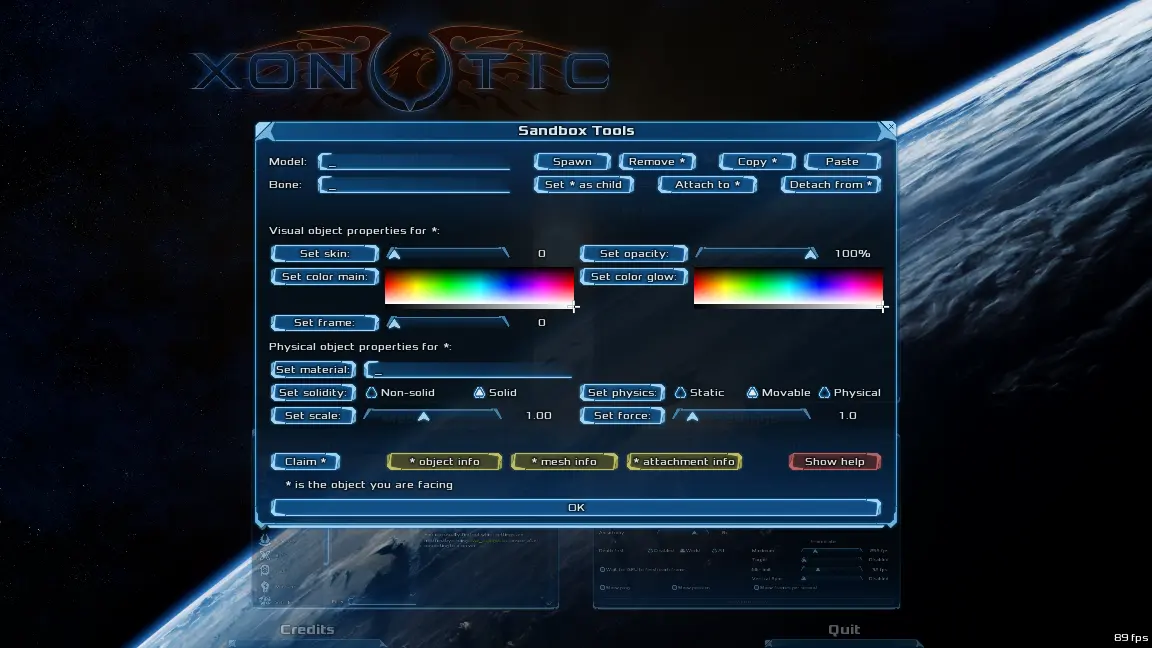 XONOTIC
Sandbox Tools
Model: _ Spawn Remove * Copy * Paste
Bone: _ Set * as child Attach to * Detach from *
Visual object properties for *:
Set skin: 0 Set opacity: 100%
Set color main: Set color glow:
Set frame: 0
Physical object properties for *:
Set material: _
Set solidity: Non-solid Solid Set physics: Static Movable Physical
Set scale: 1.00 Set force: 1.0
Claim * * object info * mesh info * attachment info Show help
* is the object you are facing
OK
Credits Quit
89 fps